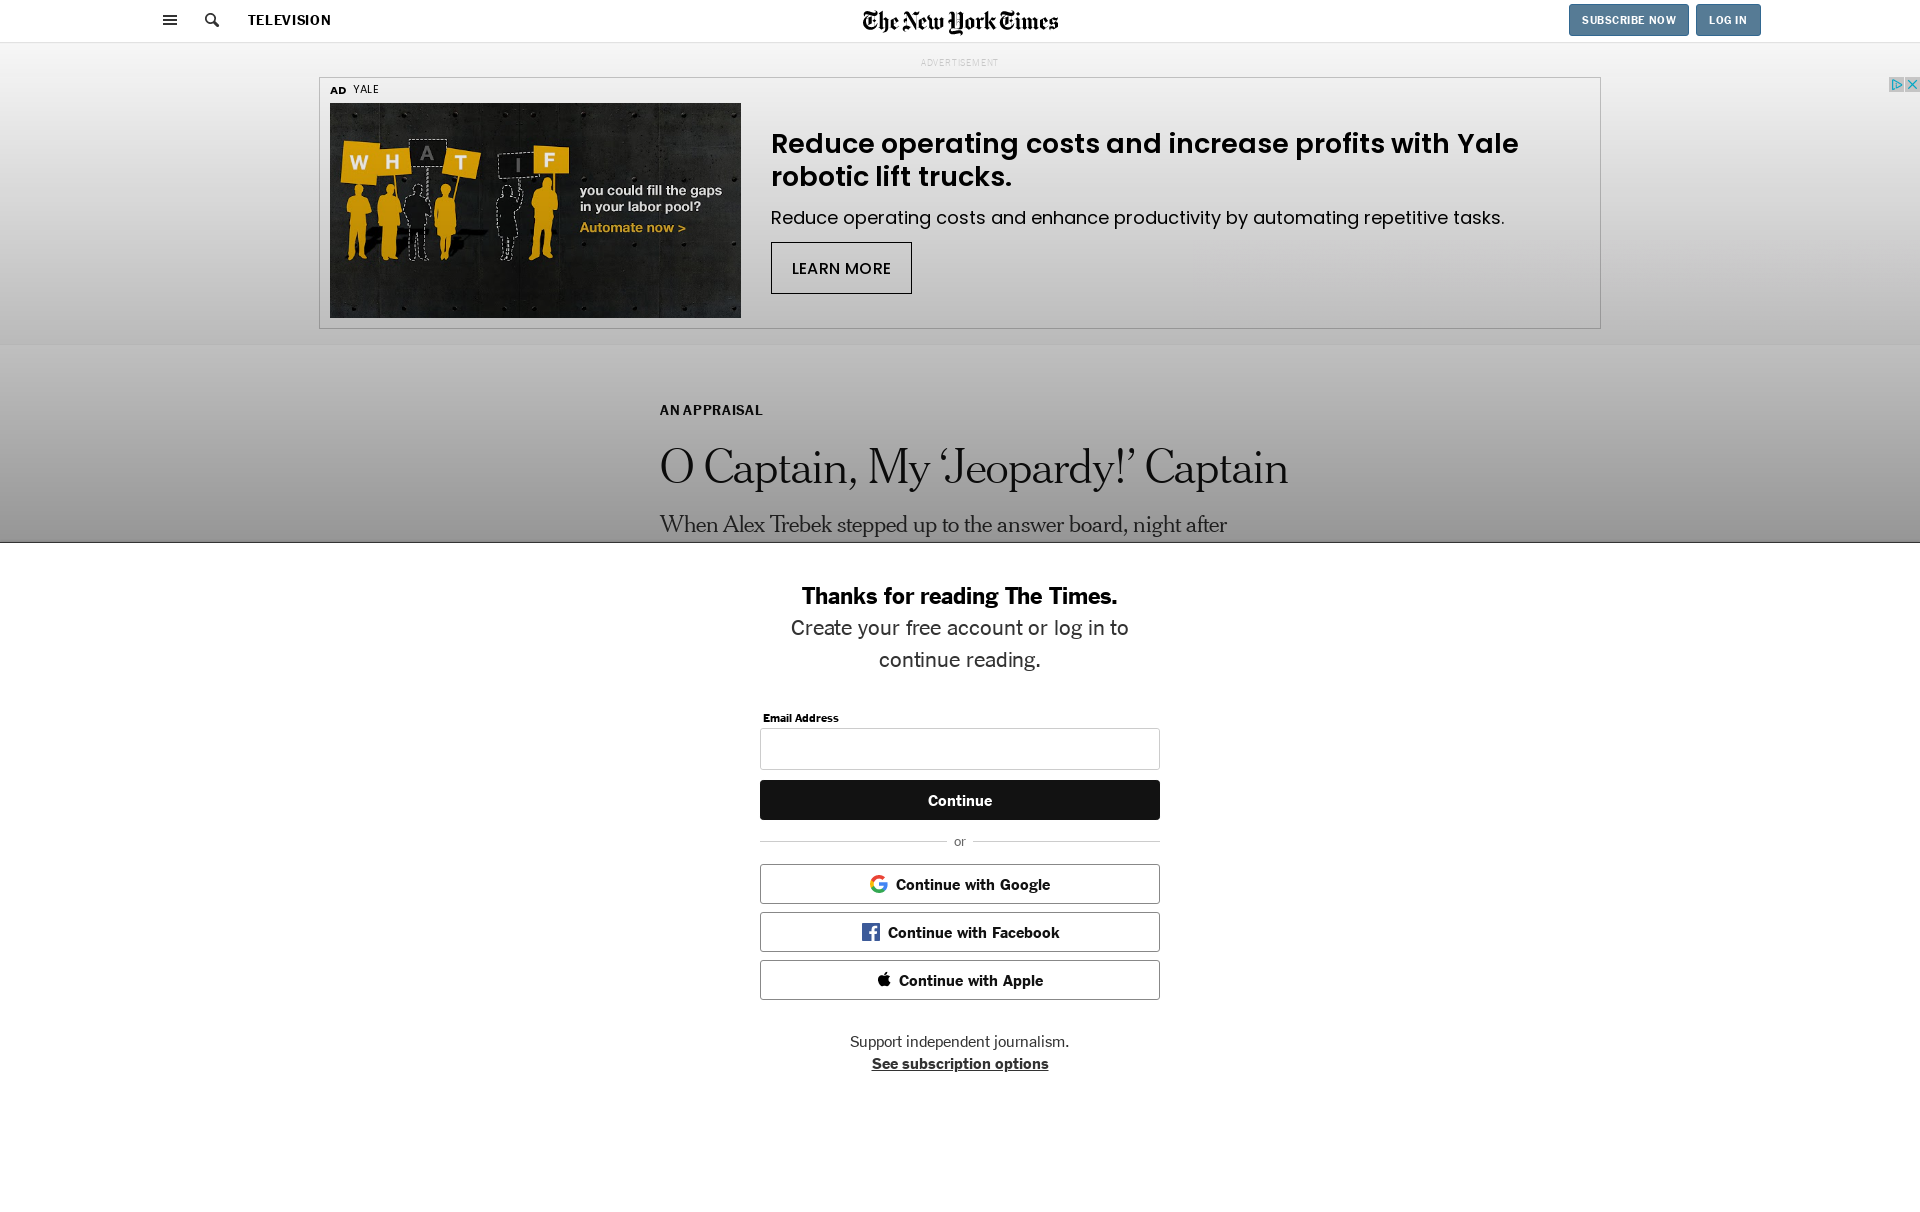 TELEVISION
The New York Times
SUBSCRIBE NOW
LOG IN
ADVERTISEMENT
AD YALE
WHAT IF
you could fill the gaps
in your labor pool?
Automate now >
Reduce operating costs and increase profits with Yale
robotic lift trucks.
Reduce operating costs and enhance productivity by automating repetitive tasks.
LEARN MORE
AN APPRAISAL
O Captain, My ‘Jeopardy!’ Captain
When Alex Trebek stepped up to the answer board, night after
Thanks for reading The Times.
Create your free account or log in to
continue reading.
Email Address
Continue
or
Continue with Google
Continue with Facebook
Continue with Apple
Support independent journalism.
See subscription options